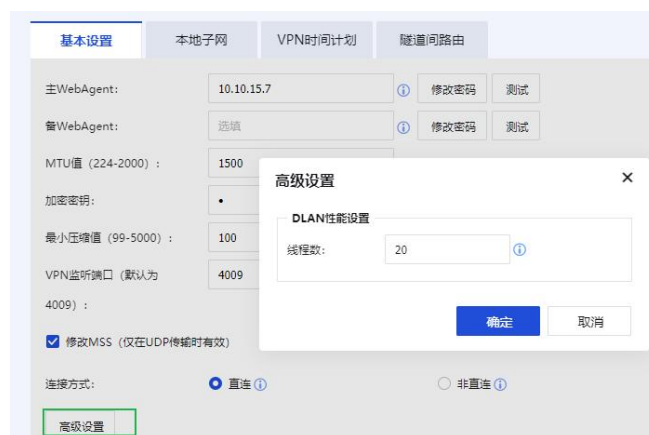 基本设置 本地子网 VPN时间计划 隧道间路由
主WebAgent: 10.10.15.7 修改密码 测试
备WebAgent: 选填 修改密码 测试
MTU值（224-2000）: 1500
高级设置 ×
加密密钥: •
DLAN性能设置
最小压缩值（99-5000）: 100
线程数: 20
VPN监听端口（默认为 4009
4009）:
确定 取消
修改MSS（仅在UDP传输时有效）
连接方式: 直连 非直连
高级设置